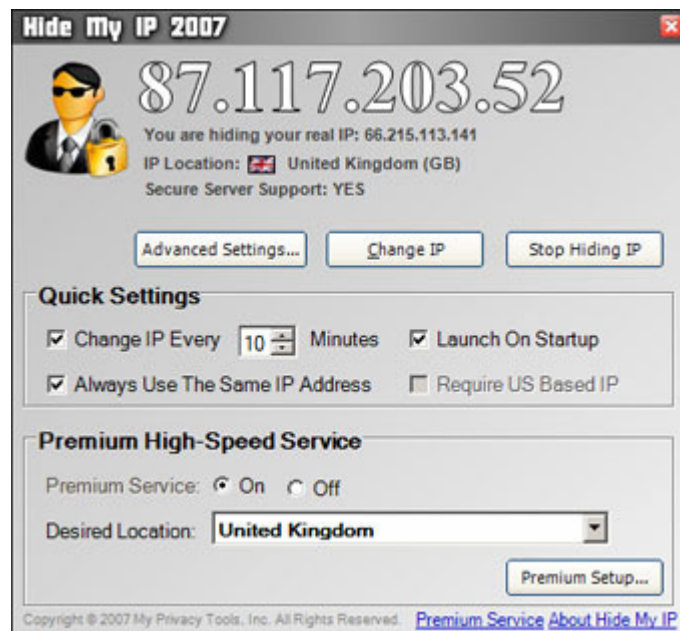 Hide My IP 2007
87.117.203.52
You are hiding your real IP: 66.215.113.141
IP Location: United Kingdom (GB)
Secure Server Support: YES
Advanced Settings... Change IP Stop Hiding IP
Quick Settings
Change IP Every 10 Minutes Launch On Startup
Always Use The Same IP Address Require US Based IP
Premium High-Speed Service
Premium Service: On Off
Desired Location: United Kingdom
Premium Setup...
Copyright © 2007 My Privacy Tools, Inc. All Rights Reserved. Premium Service About Hide My IP